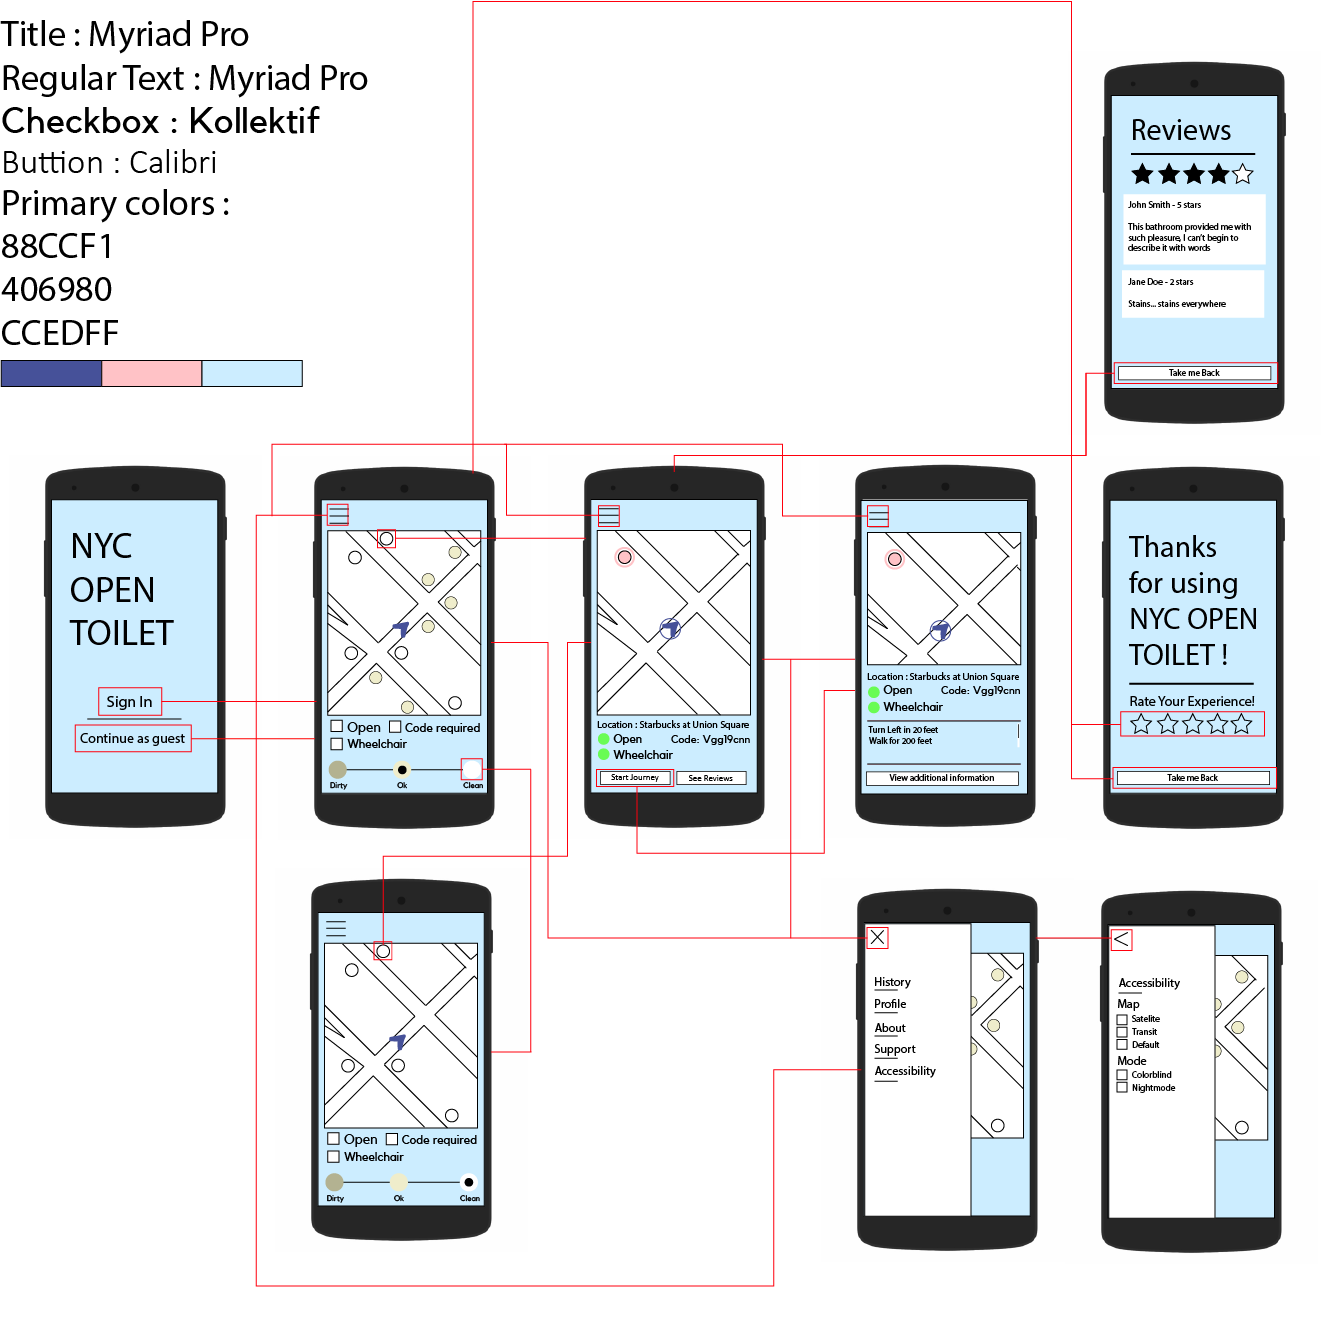 Title : Myriad Pro
Regular Text : Myriad Pro
Checkbox : Kollektif
Buttion : Calibri
Primary colors :
88CCF1
406980
CCEDFF
Reviews
John Smith - 5 stars
This bathroom provided me with
such pleasure, I can't begin to
describe it with words
Jane Doe - 2 stars
Stains... stains everywhere
Take me Back
NYC
OPEN
TOILET
Sign In
Continue as guest
Open
Code required
Wheelchair
Dirty
Ok
Clean
Location : Starbucks at Union Square
Open
Code: Vgg19cnn
Wheelchair
Start Journey
See Reviews
Location : Starbucks at Union Square
Open
Code: Vgg19cnn
Wheelchair
Turn Left in 20 feet
Walk for 200 feet
View additional information
Thanks
for using
NYC OPEN
TOILET !
Rate Your Experience!
Take me Back
Open
Code required
Wheelchair
Dirty
Ok
Clean
History
Profile
About
Support
Accessibility
Accessibility
Map
Satelite
Transit
Default
Mode
Colorblind
Nightmode